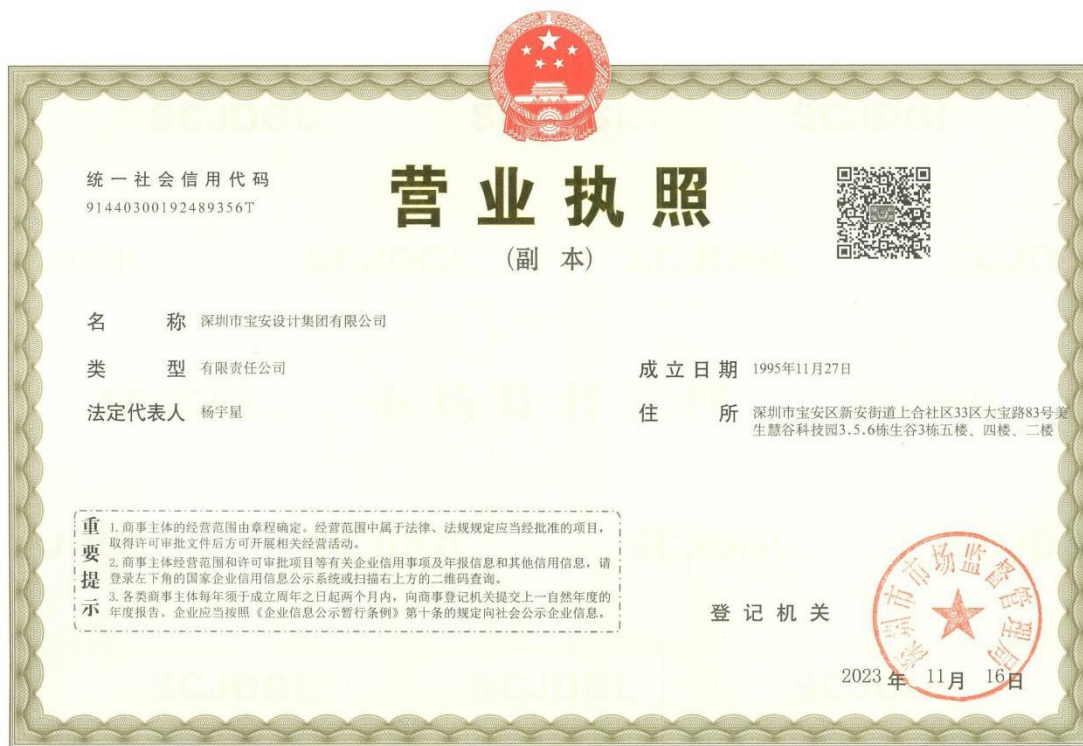 统一社会信用代码
91440300192489356T
营业执照
(副 本)
名 称 深圳市宝安设计集团有限公司
类 型 有限责任公司
法定代表人 杨宇星
成立日期 1995年11月27日
住 所 深圳市宝安区新安街道上合社区33区大宝路83号美
生慧谷科技园3.5.6栋生谷3栋五楼、四楼、二楼
重要提示
1. 商事主体的经营范围由章程确定。经营范围中属于法律、法规规定应当经批准的项目，
取得许可审批文件后方可开展相关经营活动。
2. 商事主体经营范围和许可审批项目等有关企业信用事项及年报信息和其他信用信息，请
登录左下角的国家企业信用信息公示系统或扫描右上方的二维码查询。
3. 各类商事主体每年须于成立周年之日起两个月内，向商事登记机关提交上一自然年度的
年度报告。企业应当按照《企业信息公示暂行条例》第十条的规定向社会公示企业信息。
登记机关
深圳市市场监督管理局
2023 年 11月 16日
SCJDGL